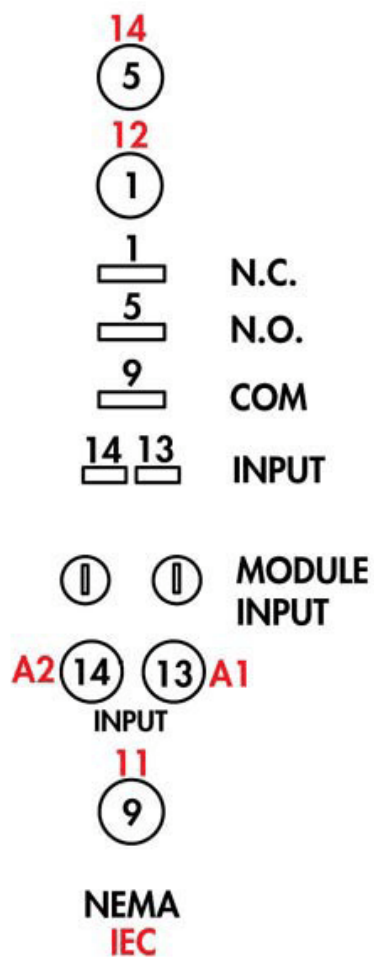 14
5
12
1
1
N.C.
5
N.O.
9
COM
14 13
INPUT
MODULE
INPUT
A2 14 13 A1
INPUT
11
9
NEMA
IEC